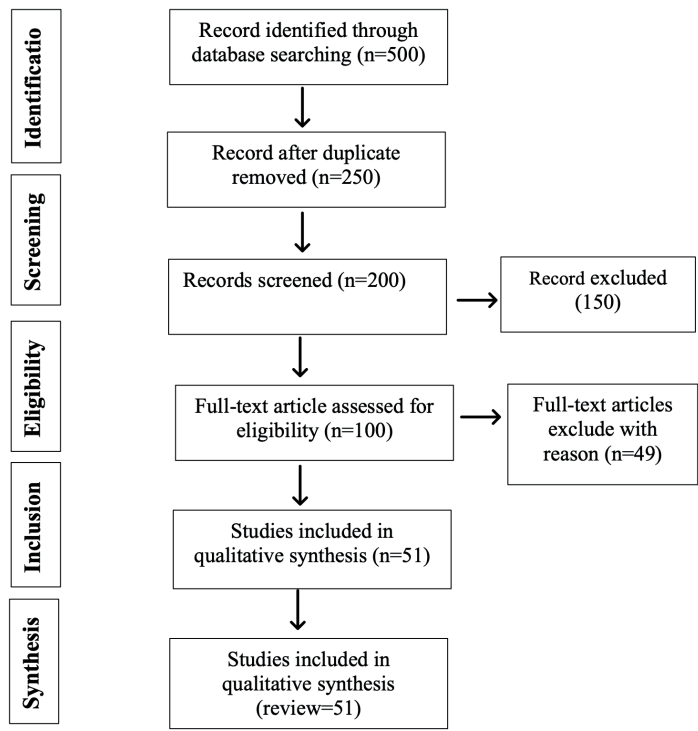 Identificatio
Record identified through
database searching (n=500)
Record after duplicate
removed (n=250)
Screening
Records screened (n=200)
Record excluded
(150)
Eligibility
Full-text article assessed for
eligibility (n=100)
Full-text articles
exclude with
reason (n=49)
Inclusion
Studies included in
qualitative synthesis (n=51)
Synthesis
Studies included in
qualitative synthesis
(review=51)